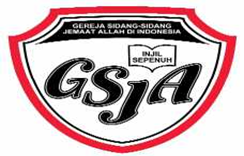 GEREJA SIDANG-SIDANG
JEMAAT ALLAH DI INDONESIA
INJIL
SEPENUH
GSJA